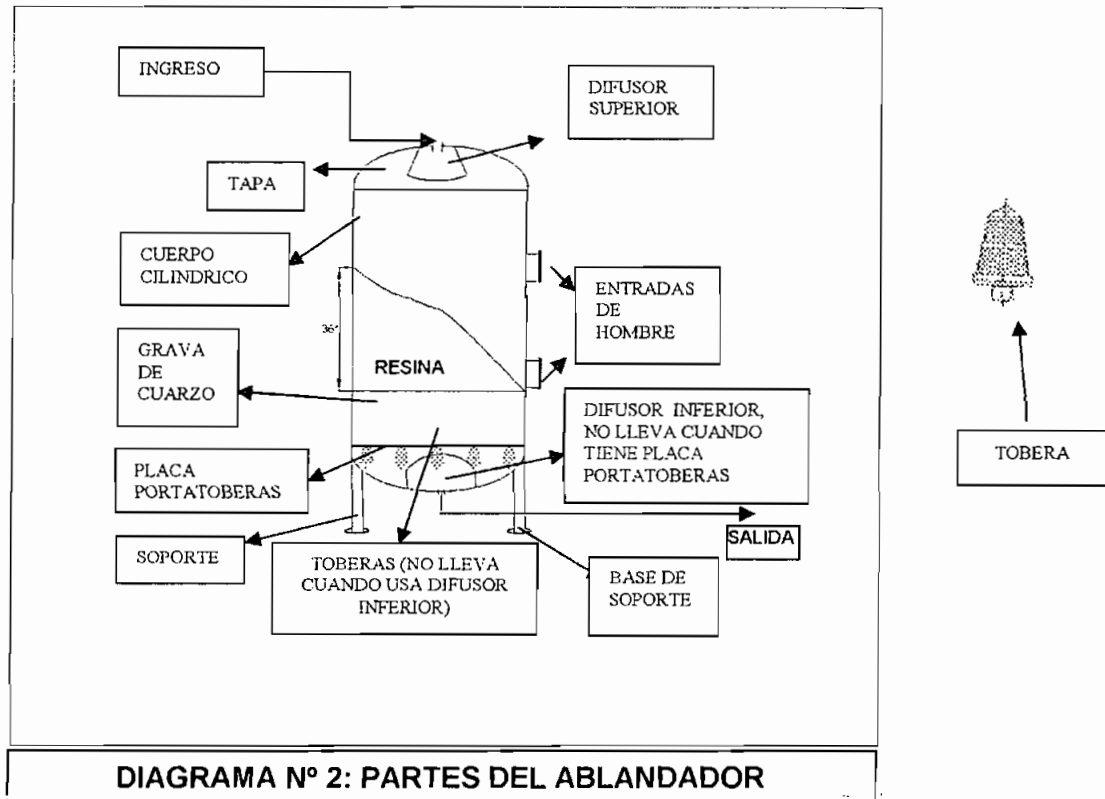 INGRESO
DIFUSOR
SUPERIOR
TAPA
CUERPO
CILINDRICO
ENTRADAS
DE
HOMBRE
36"
GRAVA
DE
CUARZO
RESINA
DIFUSOR INFERIOR,
NO LLEVA CUANDO
TIENE PLACA
PORTATOBERAS
TOBERA
PLACA
PORTATOBERAS
SALIDA
SOPORTE
TOBERAS (NO LLEVA
CUANDO USA DIFUSOR
INFERIOR)
BASE DE
SOPORTE
DIAGRAMA Nº 2: PARTES DEL ABLANDADOR